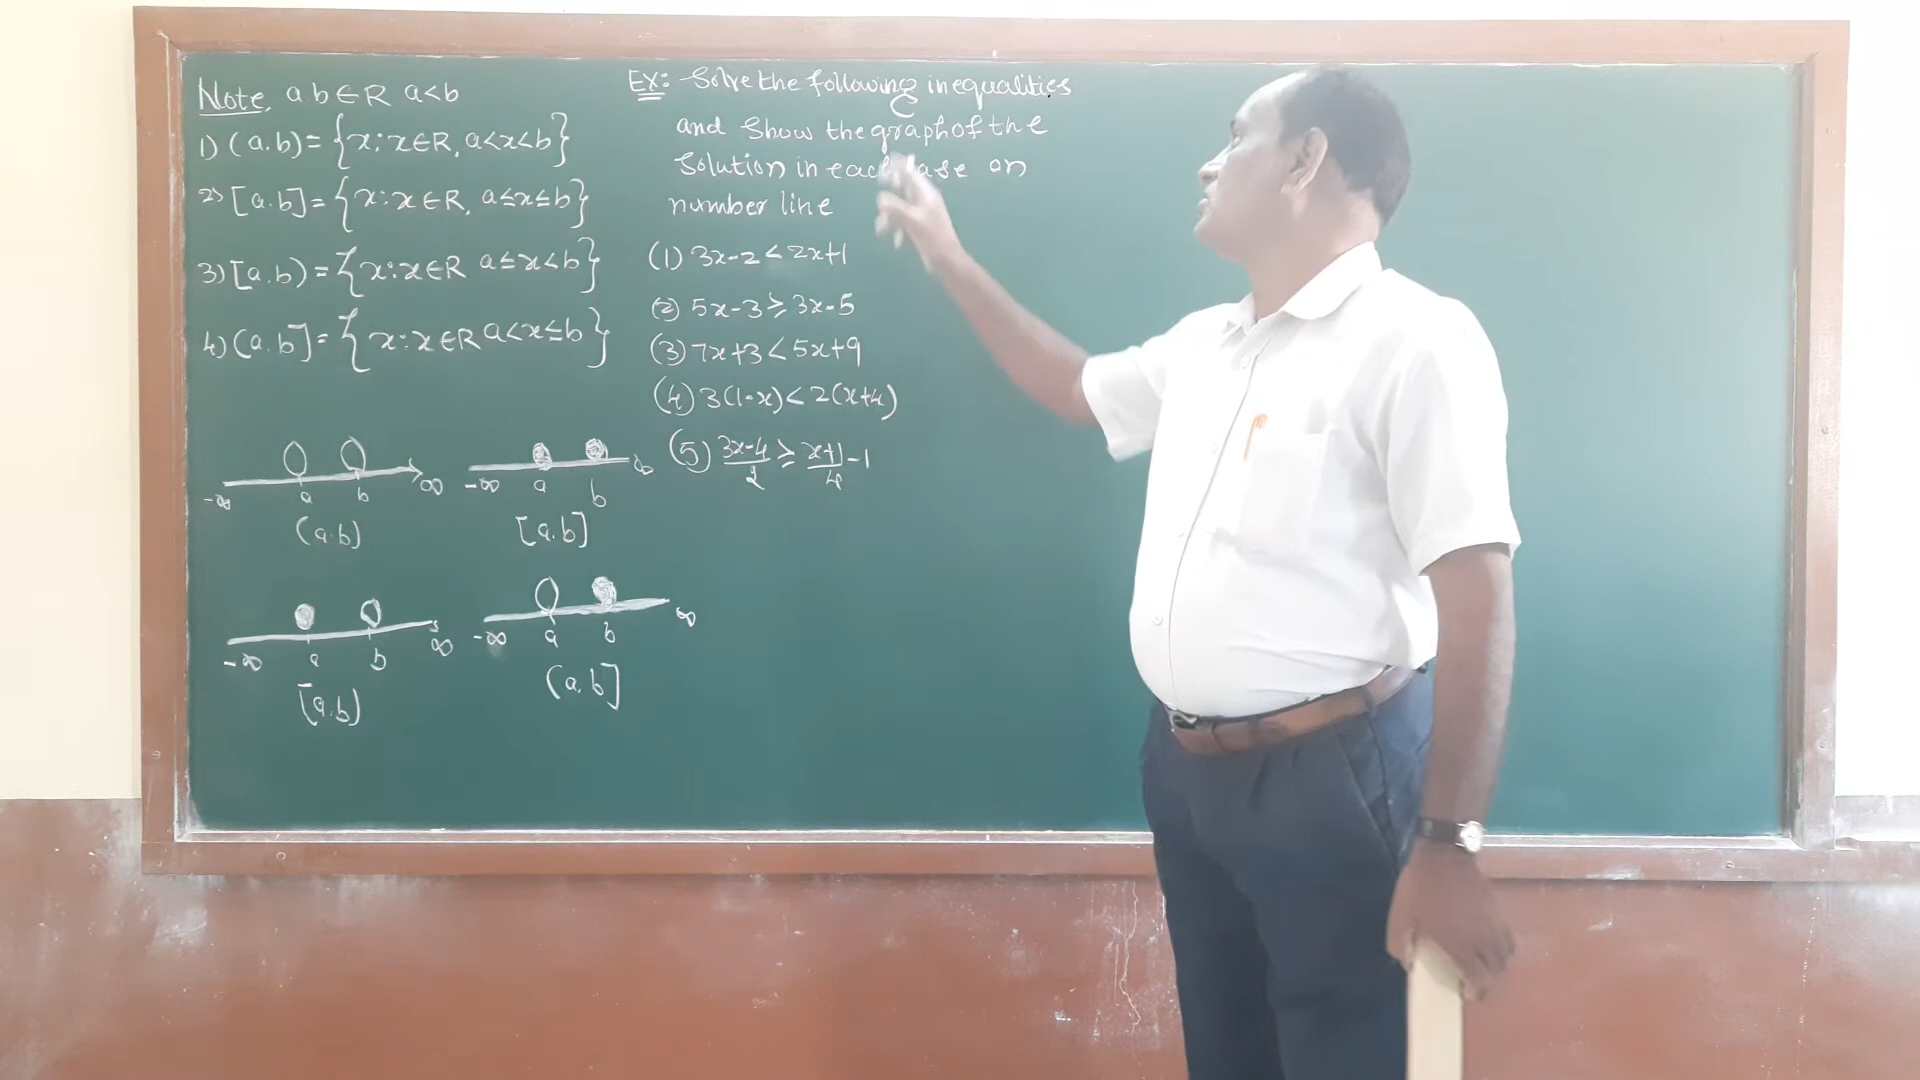 Note, a b ∈ R a<b
1) (a.b) = {x: x∈R, a<x<b}
2) [a.b] = {x: x∈R, a≤x≤b}
3) [a.b) = {x: x∈R a≤x<b}
4) (a.b] = {x: x∈R a<x≤b}
-∞ a b ∞
(a.b)
-∞ a b ∞
[a.b]
-∞ a b ∞
[a.b)
-∞ a b ∞
(a.b]
EX: Solve the following inequalities
and Show the graph of the
Solution in each case on
number line
(1) 3x-2<2x+1
(2) 5x-3≥3x-5
(3) 7x+3<5x+9
(4) 3(1-x)<2(x+4)
(5) 3x-4/2 ≥ x+1/4 -1